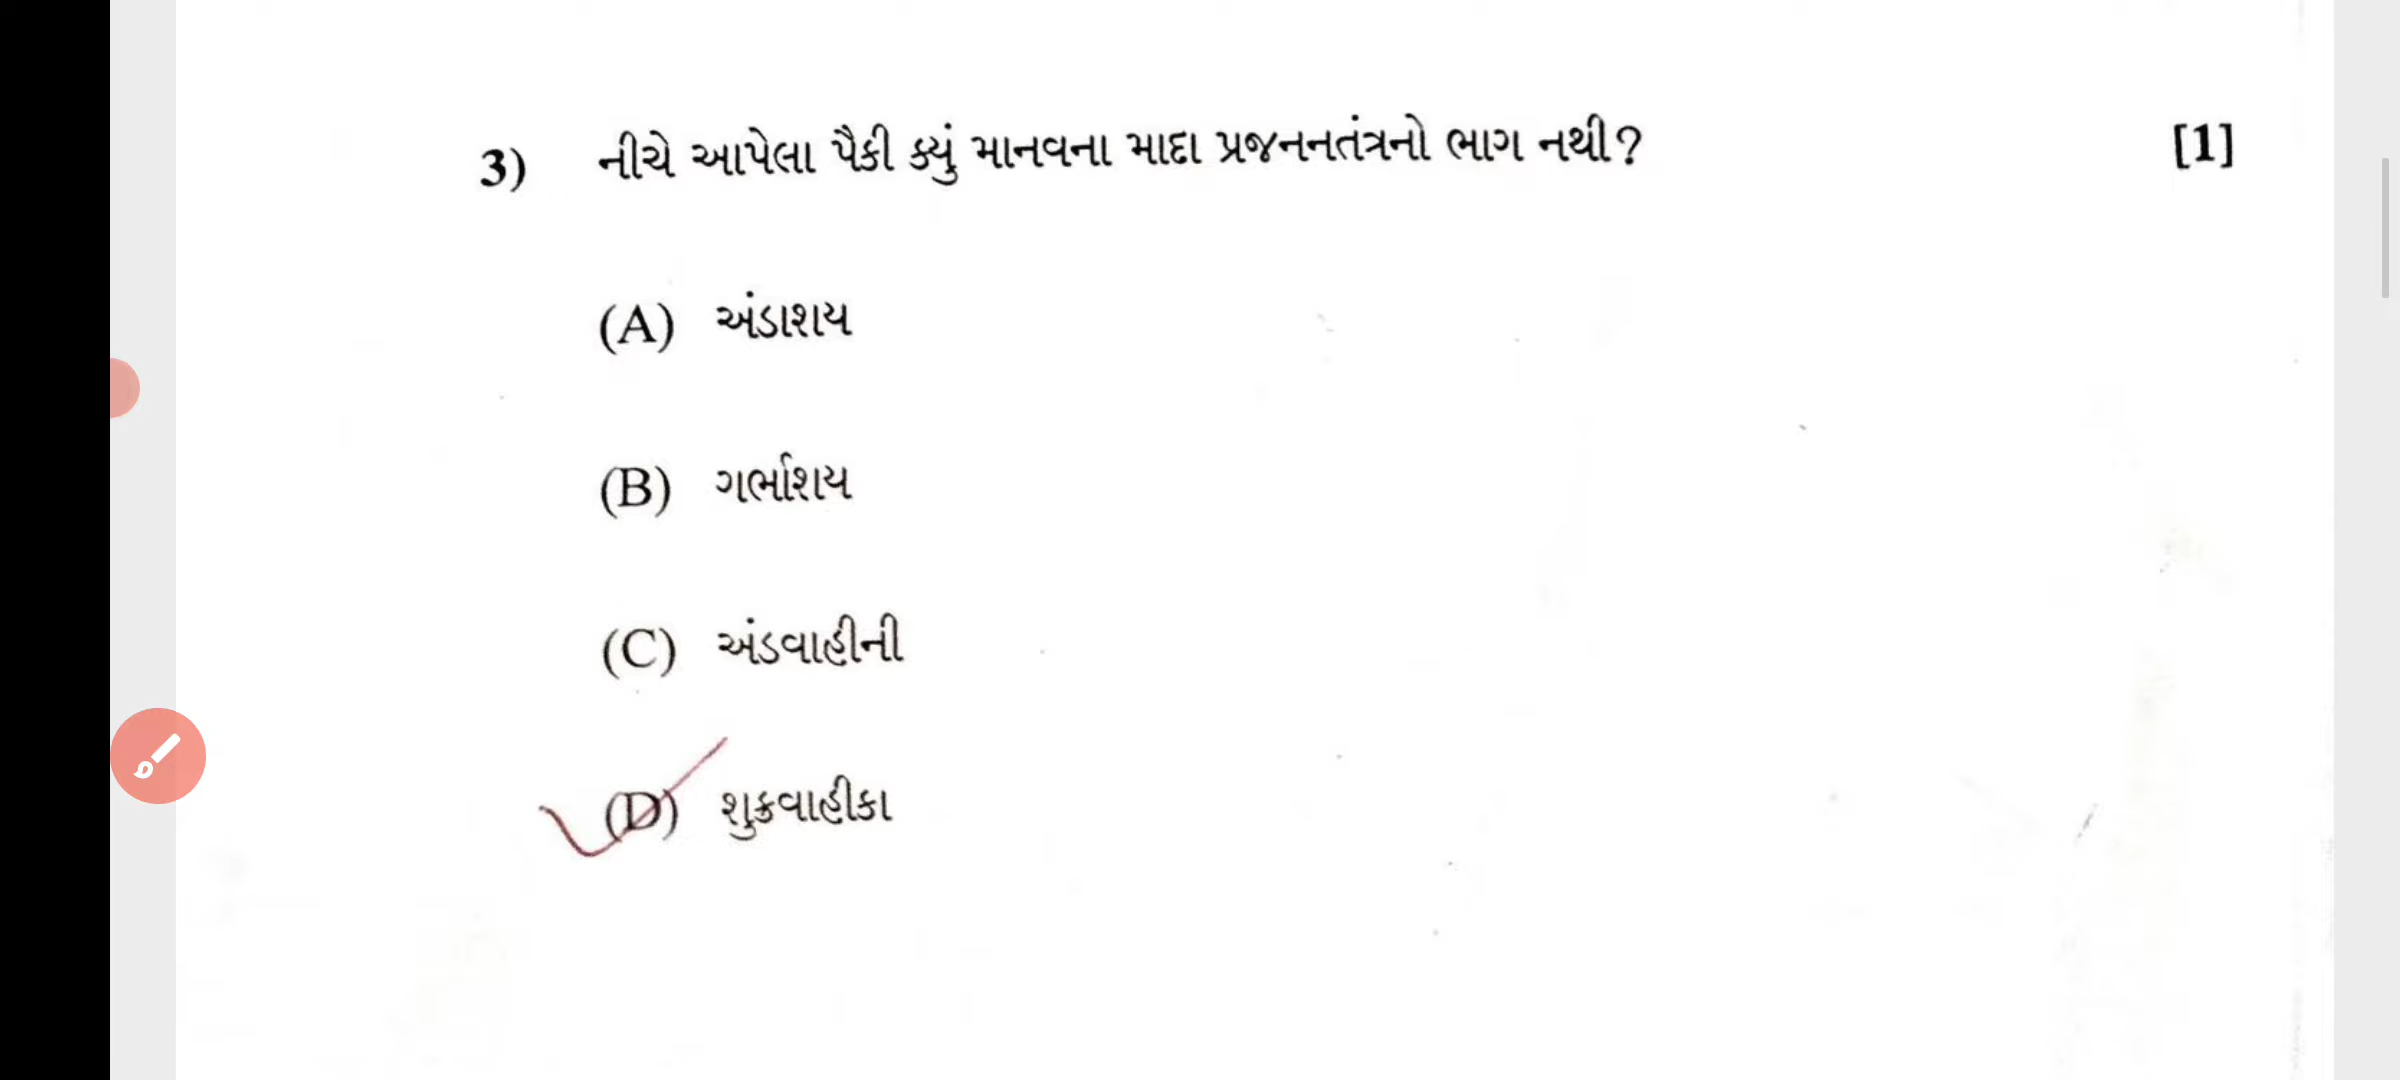 3) નીચે આપેલા પૈકી ક્યું માનવના માદા પ્રજનનતંત્રનો ભાગ નથી? [1]
(A) અંડાશય
(B) ગર્ભાશય
(C) અંડવાહીની
(D) શુક્રવાહીકા